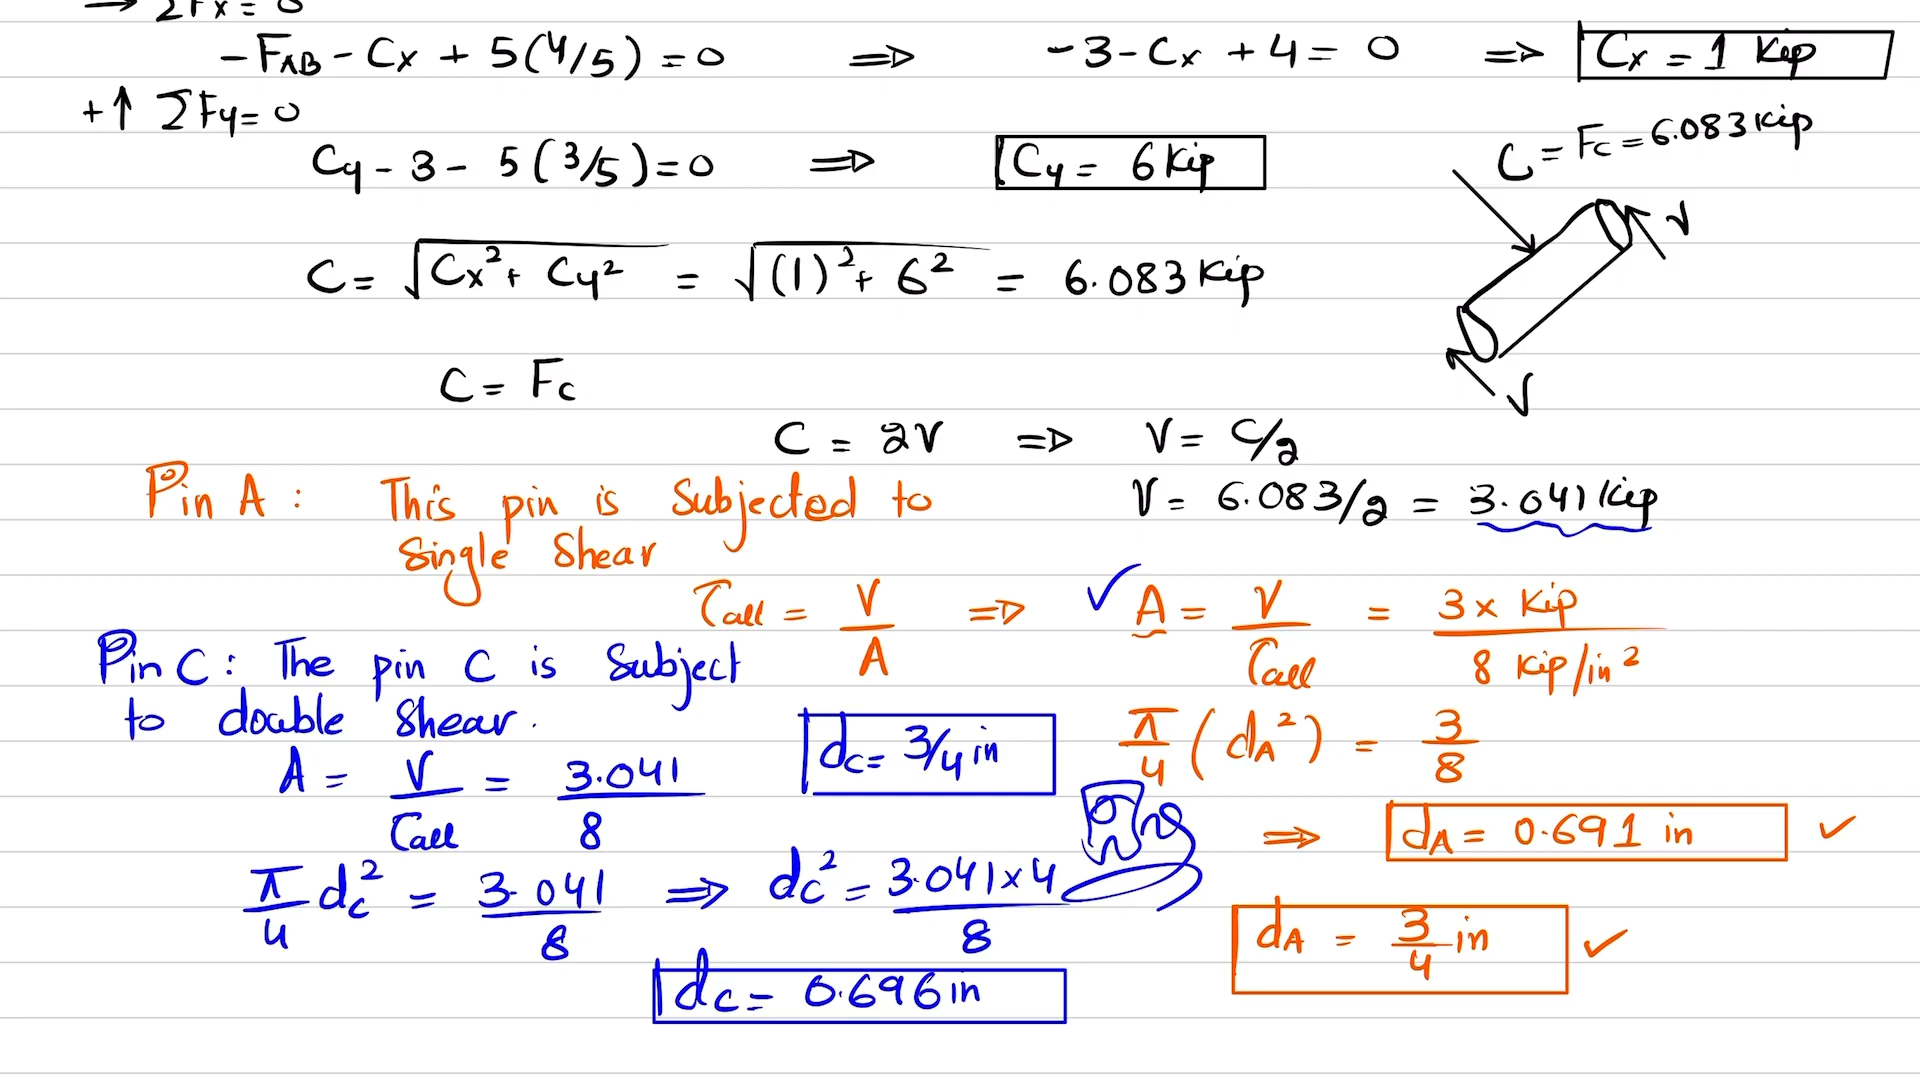 → ΣFx = 0
-FAB - Cx + 5(4/5) = 0 ⇒ -3 - Cx + 4 = 0 ⇒ Cx = 1 Kip
+↑ ΣFy = 0
Cy - 3 - 5(3/5) = 0 ⇒ Cy = 6 Kip
C = Fc = 6.083 Kip
V
C = √(Cx² + Cy²) = √((1)² + 6²) = 6.083 Kip
V
C = Fc
C = 2V ⇒ V = C/2
V = 6.083/2 = 3.041 Kip
Pin A : This pin is Subjected to
Single Shear
τall = V/A ⇒ ✓ A = V/τall = 3 x Kip / 8 Kip/in²
π/4 (dA²) = 3/8
⇒ dA = 0.691 in ✓
dA = 3/4 in ✓
Pin C : The pin C is Subject
to double Shear.
A = V/τall = 3.041/8
dc = 3/4 in
π/4 dc² = 3.041/8 ⇒ dc² = 3.041 x 4 / 8
dc = 0.696 in